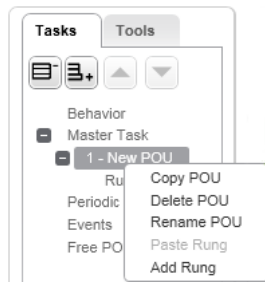 Tasks Tools
Behavior
Master Task
1 - New POU
Ru Copy POU
Periodic Delete POU
Events Rename POU
Free PO Paste Rung
Add Rung